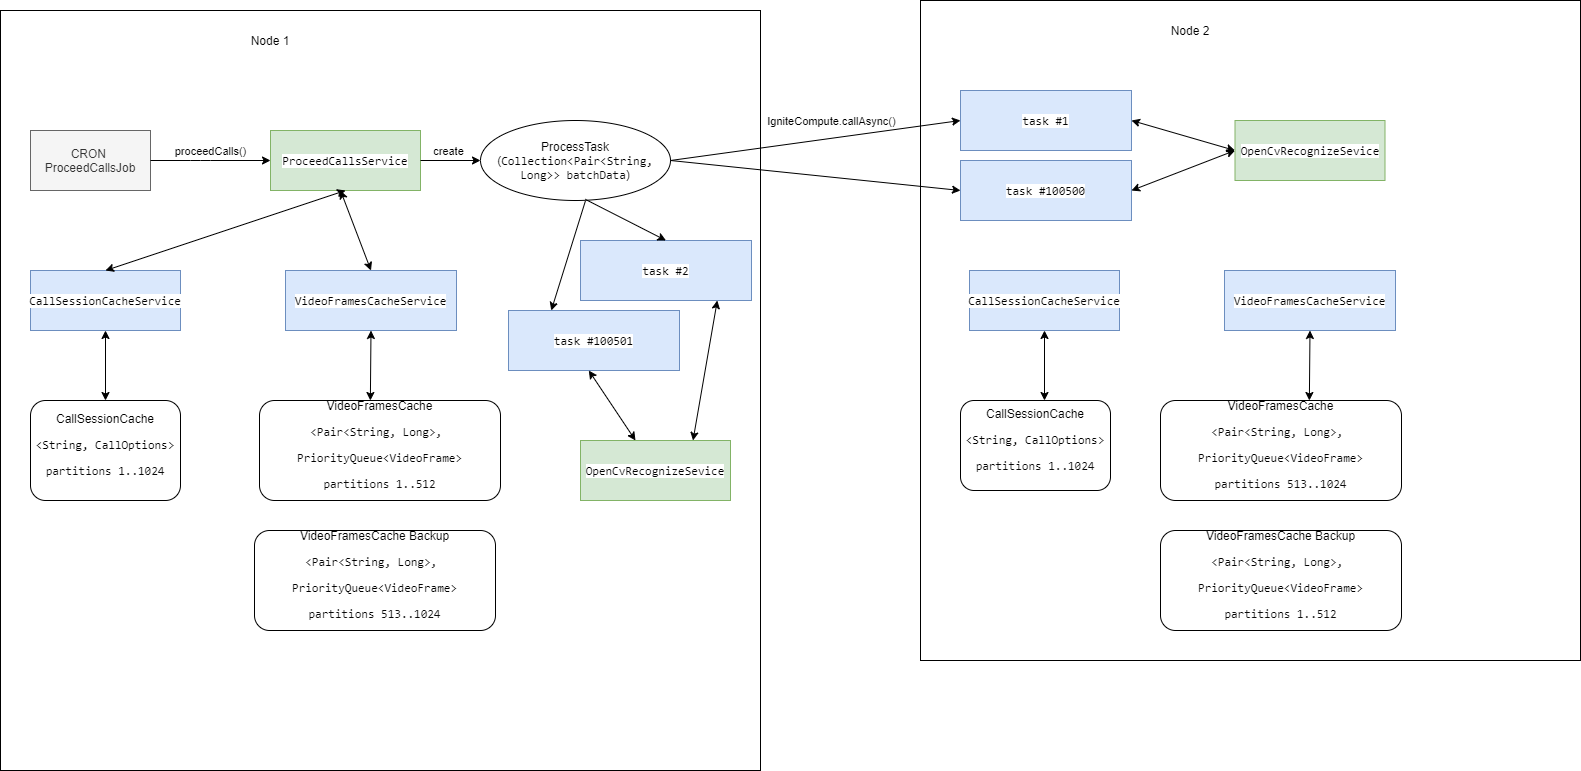 Node 1
CRON
ProceedCallsJob
proceedCalls()
ProceedCallsService
create
ProcessTask
(Collection<Pair<String,
Long>> batchData)
IgniteCompute.callAsync()
CallSessionCacheService
VideoFramesCacheService
task #2
task #100501
CallSessionCache
<String, CallOptions>
partitions 1..1024
VideoFramesCache
<Pair<String, Long>,
PriorityQueue<VideoFrame>
partitions 1..512
OpenCvRecognizeSevice
VideoFramesCache Backup
<Pair<String, Long>,
PriorityQueue<VideoFrame>
partitions 513..1024
Node 2
task #1
task #100500
OpenCvRecognizeSevice
CallSessionCacheService
VideoFramesCacheService
CallSessionCache
<String, CallOptions>
partitions 1..1024
VideoFramesCache
<Pair<String, Long>,
PriorityQueue<VideoFrame>
partitions 513..1024
VideoFramesCache Backup
<Pair<String, Long>,
PriorityQueue<VideoFrame>
partitions 1..512